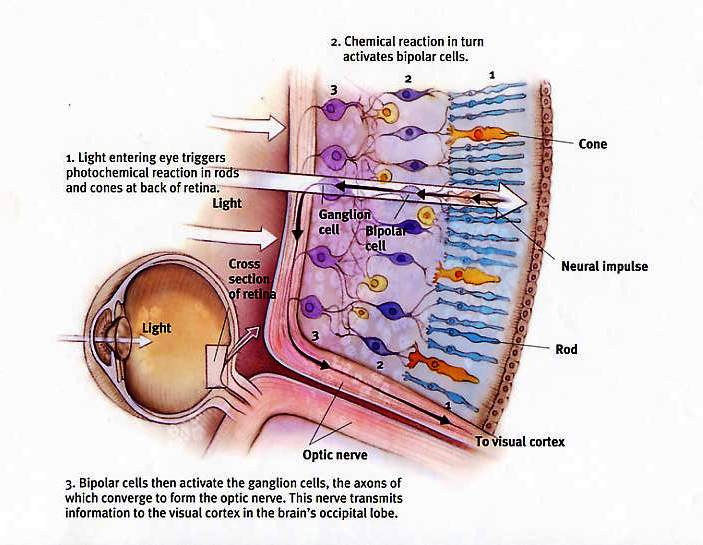 2. Chemical reaction in turn
activates bipolar cells.
3
2
1
1. Light entering eye triggers
photochemical reaction in rods
and cones at back of retina.
Light
Cone
Ganglion
cell
Bipolar
cell
Neural impulse
Cross
section
of retina
Light
3
2
1
Rod
Optic nerve
To visual cortex
3. Bipolar cells then activate the ganglion cells, the axons of
which converge to form the optic nerve. This nerve transmits
information to the visual cortex in the brain's occipital lobe.